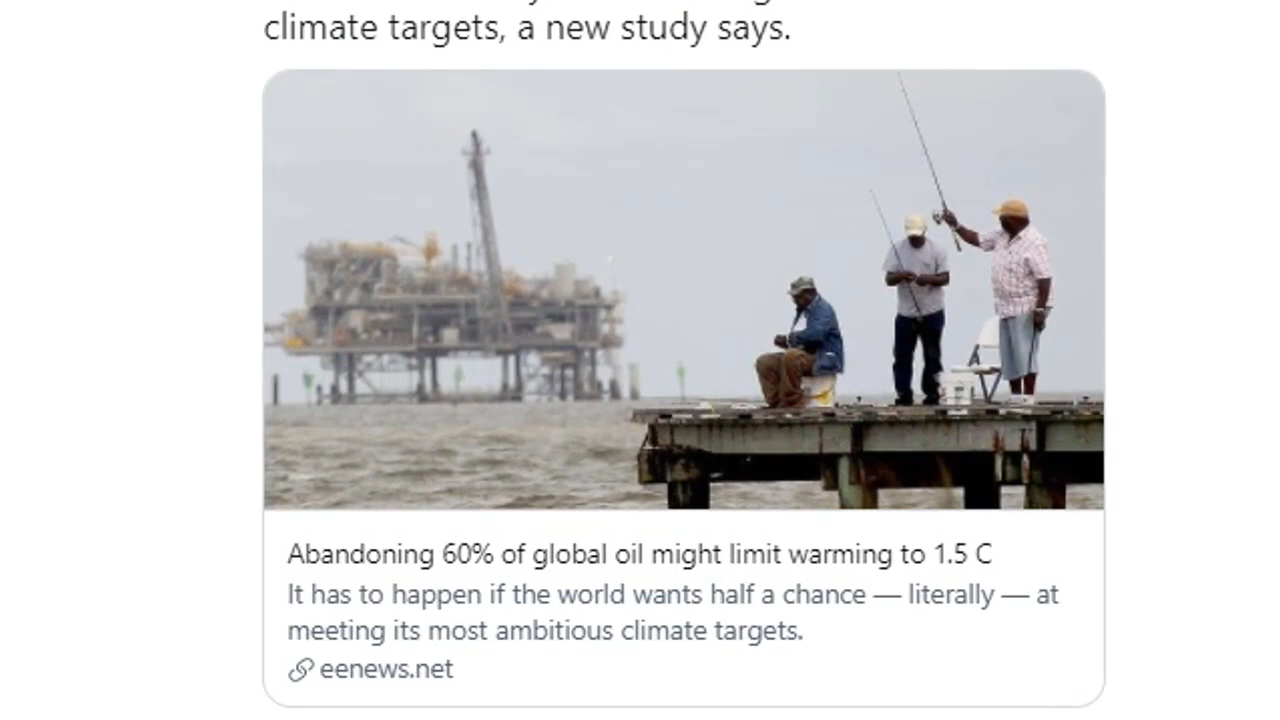 climate targets, a new study says.
Abandoning 60% of global oil might limit warming to 1.5 C
It has to happen if the world wants half a chance — literally — at
meeting its most ambitious climate targets.
eenews.net